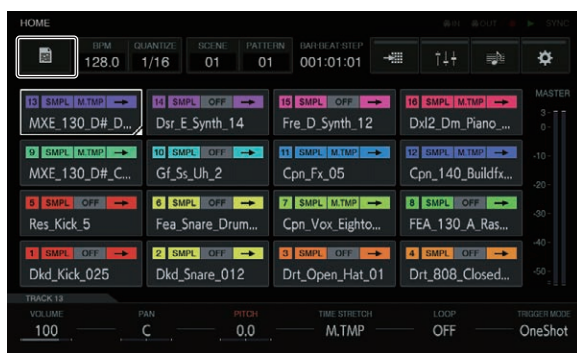 HOME IN OUT SYNC
BPM QUANTIZE SCENE PATTERN BAR:BEAT:STEP
128.0 1/16 01 01 001:01:01
MASTER
13 SMPL M.TMP 14 SMPL OFF 15 SMPL OFF 16 SMPL M.TMP
MXE_130_D#_D... Dsr_E_Synth_14 Fre_D_Synth_12 Dxl2_Dm_Piano_...
3
0
9 SMPL M.TMP 10 SMPL OFF 11 SMPL OFF 12 SMPL M.TMP
MXE_130_D#_C... Gf_Ss_Uh_2 Cpn_Fx_05 Cpn_140_Buildfx...
-10
-20
5 SMPL OFF 6 SMPL OFF 7 SMPL M.TMP 8 SMPL OFF
Res_Kick_5 Fea_Snare_Drum... Cpn_Vox_Eighto... FEA_130_A_Ras...
-30
-40
1 SMPL OFF 2 SMPL OFF 3 SMPL OFF 4 SMPL OFF
Dkd_Kick_025 Dkd_Snare_012 Drt_Open_Hat_01 Drt_808_Closed...
-50
TRACK 13
VOLUME PAN PITCH TIME STRETCH LOOP TRIGGER MODE
100 C 0.0 M.TMP OFF OneShot